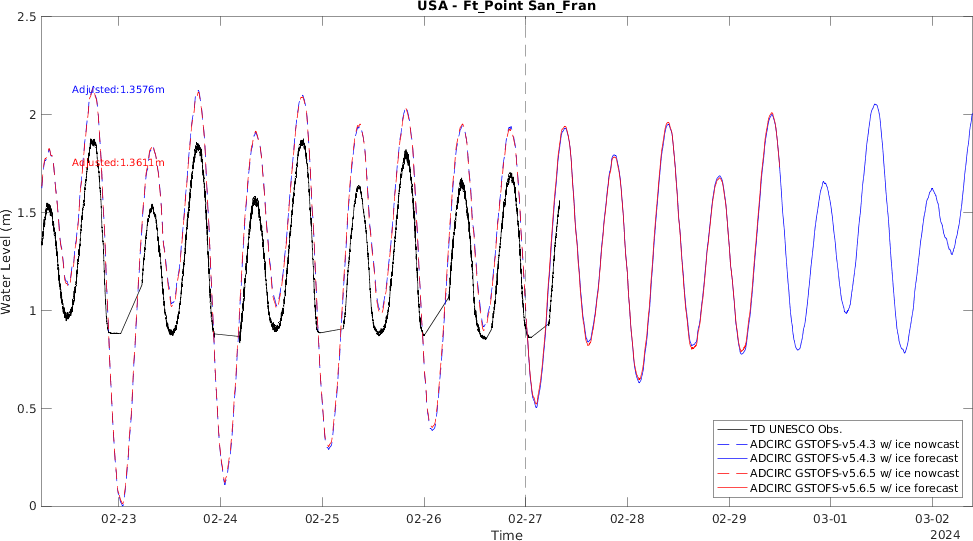 USA - Ft_Point San_Fran
2.5
Adjusted:1.3576m
2
Adjusted:1.3611m
1.5
Water Level (m)
1
0.5
TD UNESCO Obs.
ADCIRC GSTOFS-v5.4.3 w/ ice nowcast
ADCIRC GSTOFS-v5.4.3 w/ ice forecast
ADCIRC GSTOFS-v5.6.5 w/ ice nowcast
ADCIRC GSTOFS-v5.6.5 w/ ice forecast
0
02-23 02-24 02-25 02-26 02-27 02-28 02-29 03-01 03-02
Time
2024